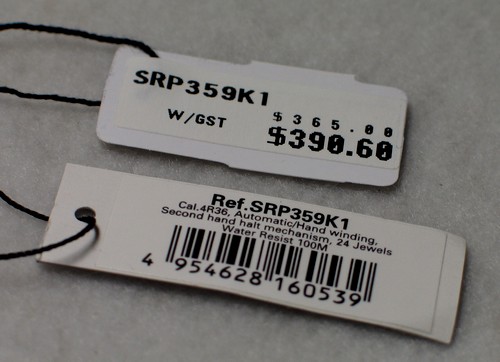 SRP359K1
$365.00
W/GST $390.60
Ref.SRP359K1
Cal.4R36, Automatic/Hand winding,
Second hand halt mechanism, 24 Jewels
Water Resist 100M
4 954628 160539